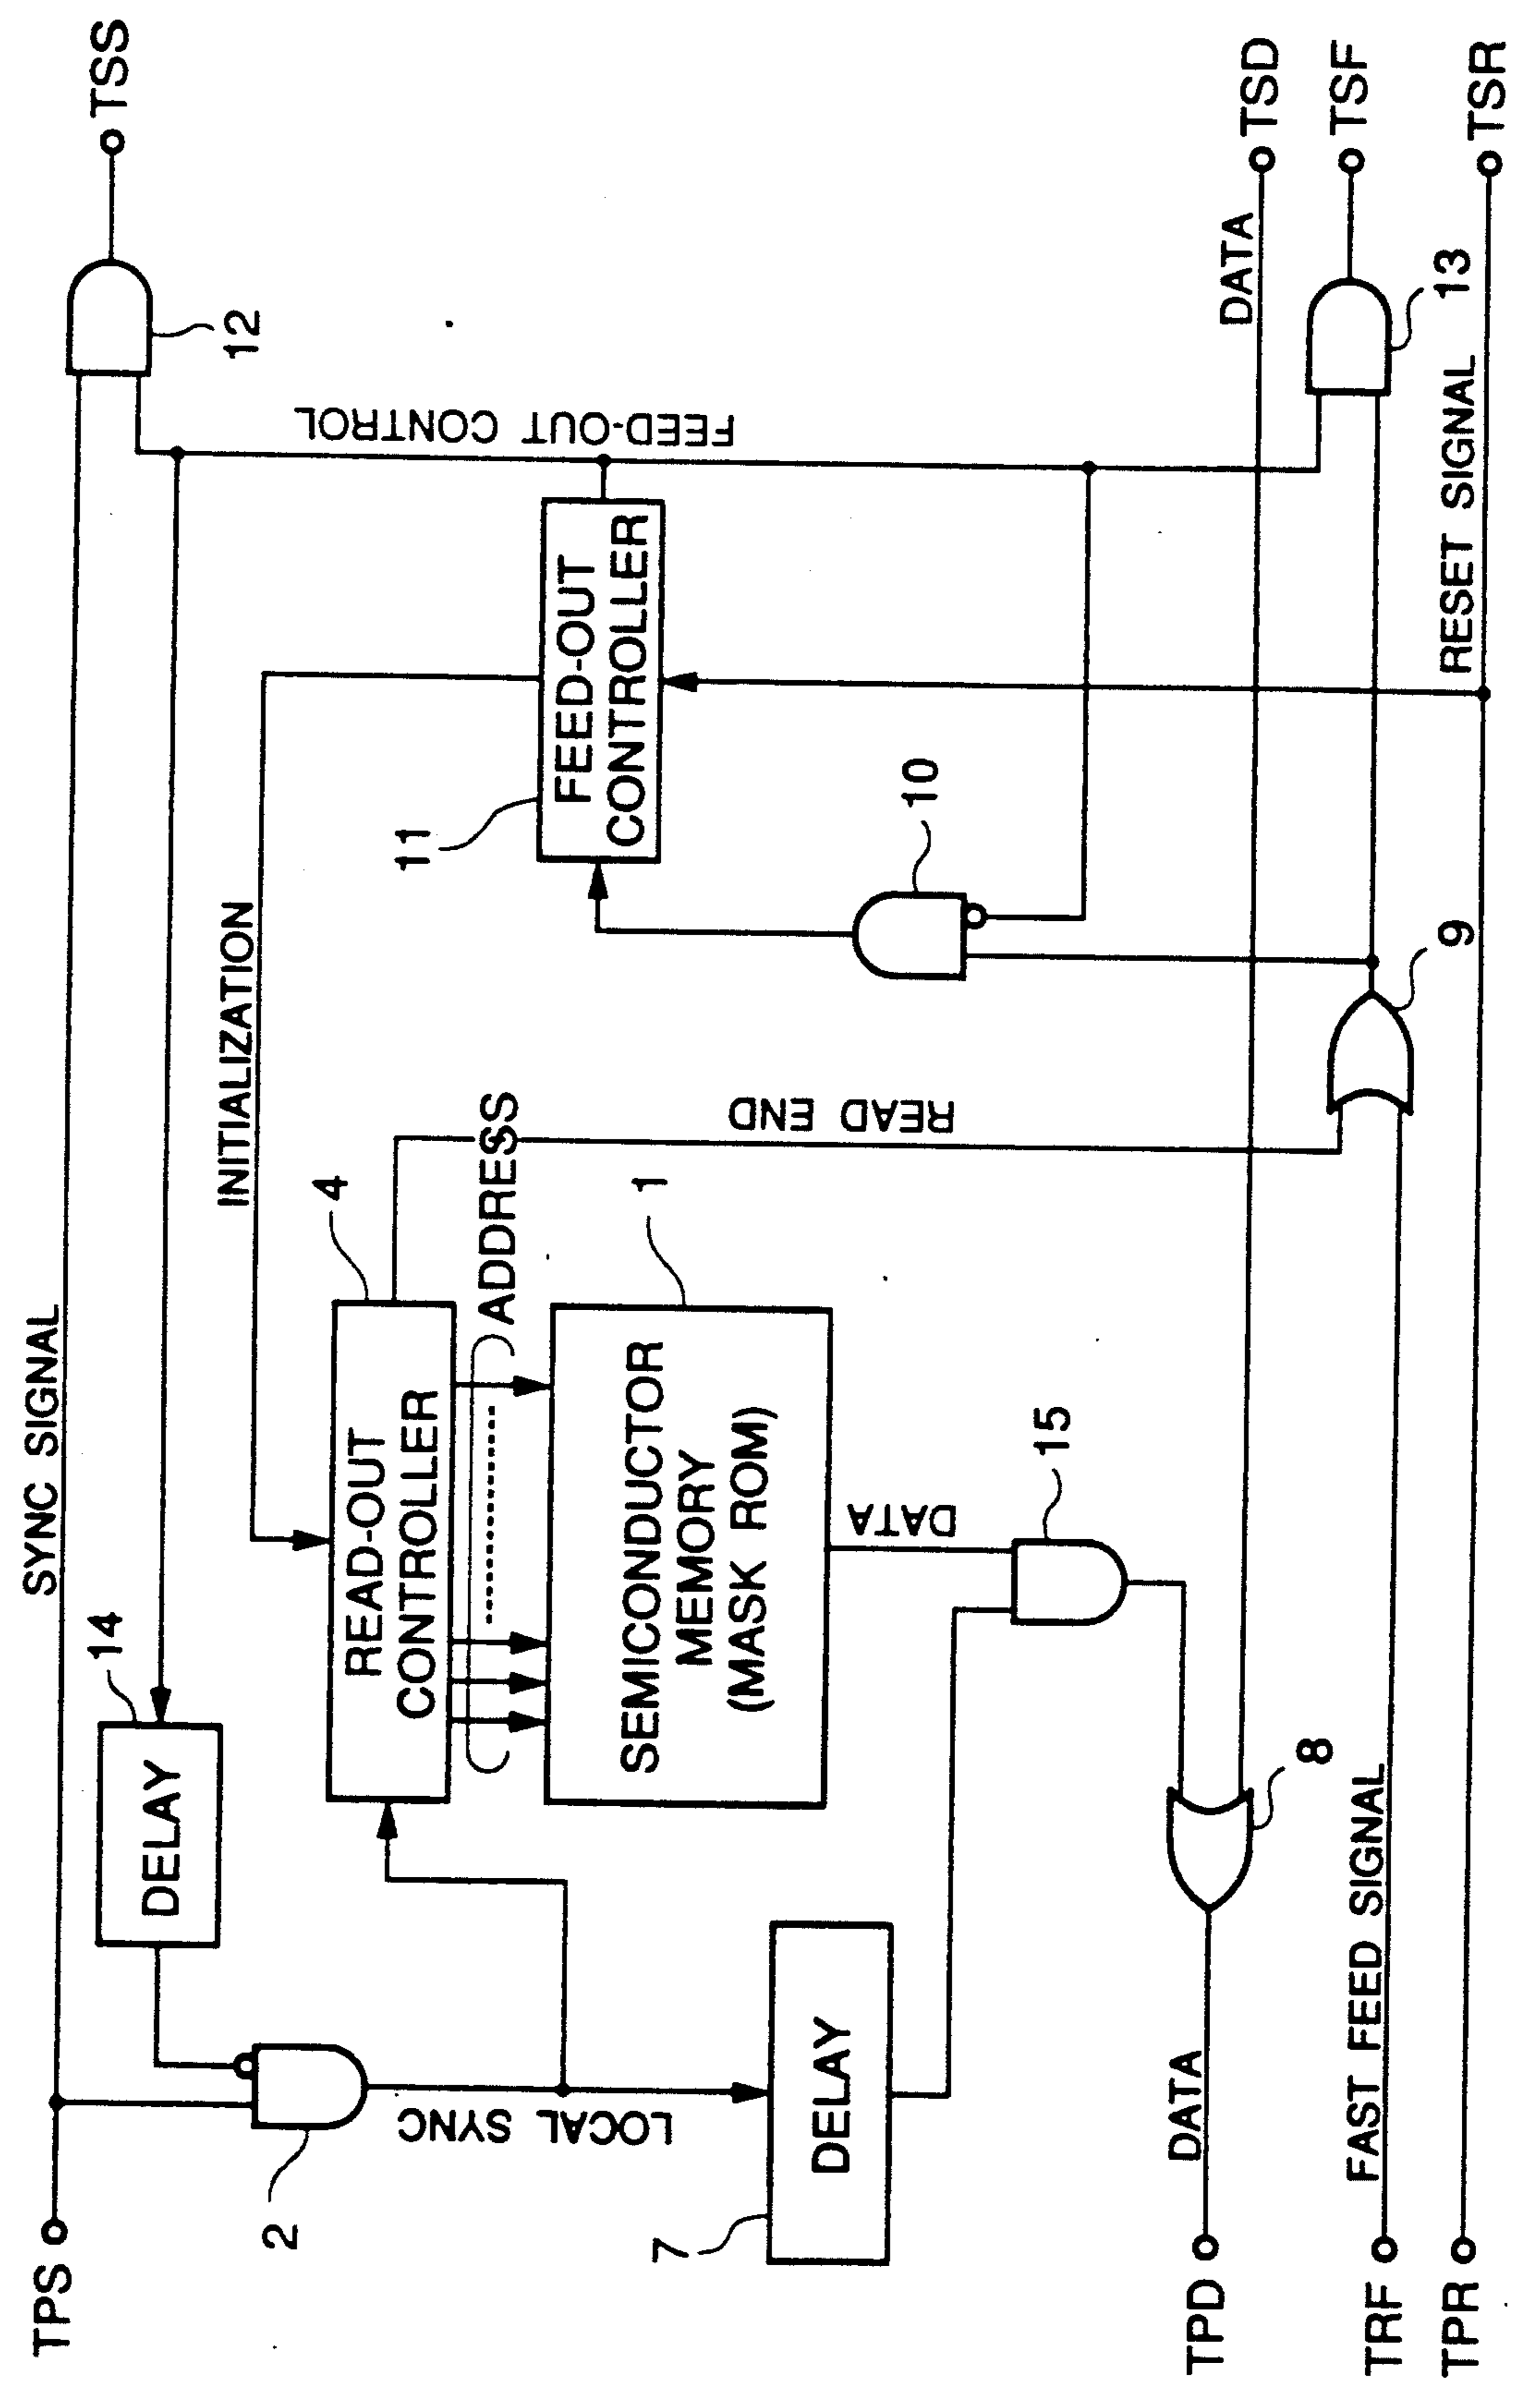 TPS
SYNC SIGNAL
TSS
12
14
DELAY
2
LOCAL SYNC
INITIALIZATION
4
READ-OUT
CONTROLLER
ADDRESS
1
SEMICONDUCTOR
MEMORY
(MASK ROM)
READ END
11
FEED-OUT
CONTROLLER
FEED-OUT CONTROL
10
7
DELAY
DATA
15
8
TPD
DATA
DATA
TSD
TRF
FAST FEED SIGNAL
9
13
TSF
TPR
RESET SIGNAL
TSR